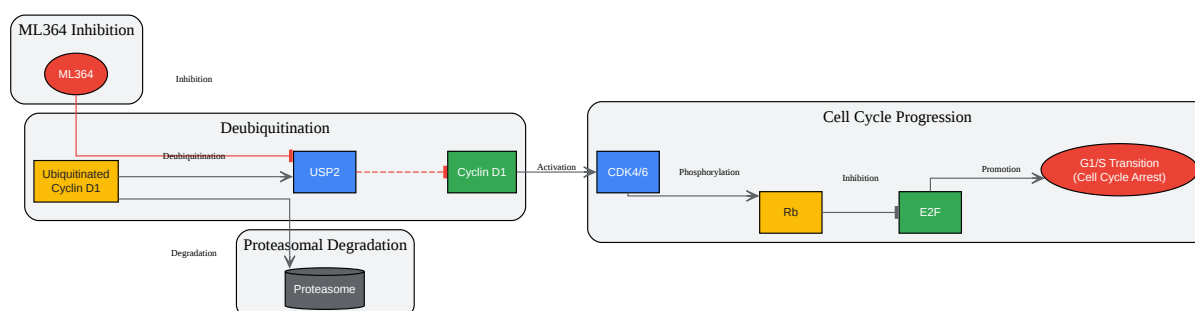 ML364 Inhibition
ML364
Inhibition
Deubiquitination
Deubiquitination
Ubiquitinated
Cyclin D1
USP2
Cyclin D1
Activation
Cell Cycle Progression
CDK4/6
Phosphorylation
Rb
Inhibition
E2F
Promotion
G1/S Transition
(Cell Cycle Arrest)
Degradation
Proteasomal Degradation
Proteasome